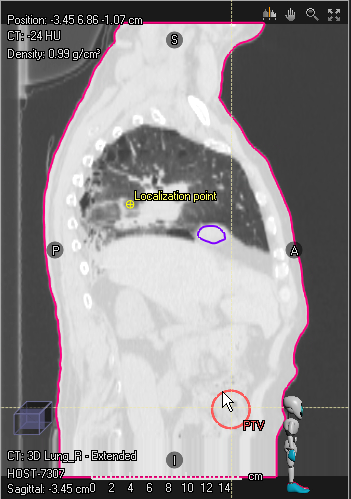 Position: -3.45 6.86 -1.07 cm
CT: -24 HU
Density: 0.99 g/cm³
S
Localization point
P
A
PTV
CT: 3D Lung_R - Extended
HOST-7307
I
Sagittal: -3.45 cm
0 2 4 6 8 10 12 14
cm